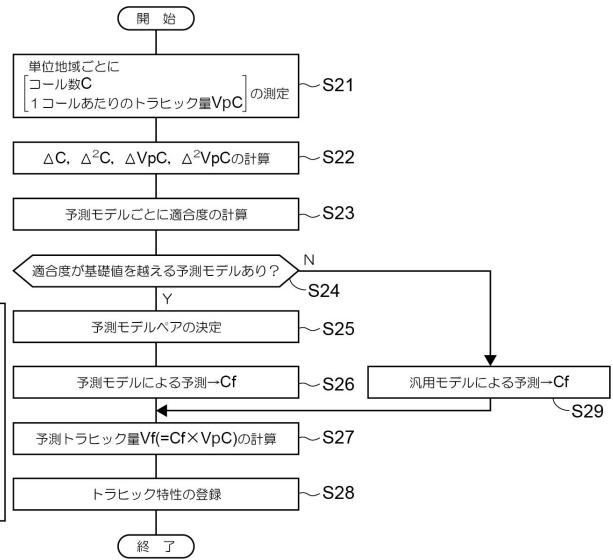 開 始
単位地域ごとに
コール数C
1コールあたりのトラヒック量VpC
の測定
S21
△C, △²C, △VpC, △²VpCの計算
S22
予測モデルごとに適合度の計算
S23
適合度が基礎値を越える予測モデルあり?
N
S24
Y
予測モデルペアの決定
S25
予測モデルによる予測→Cf
S26
汎用モデルによる予測→Cf
S29
予測トラヒック量Vf(=Cf×VpC)の計算
S27
トラヒック特性の登録
S28
終 了